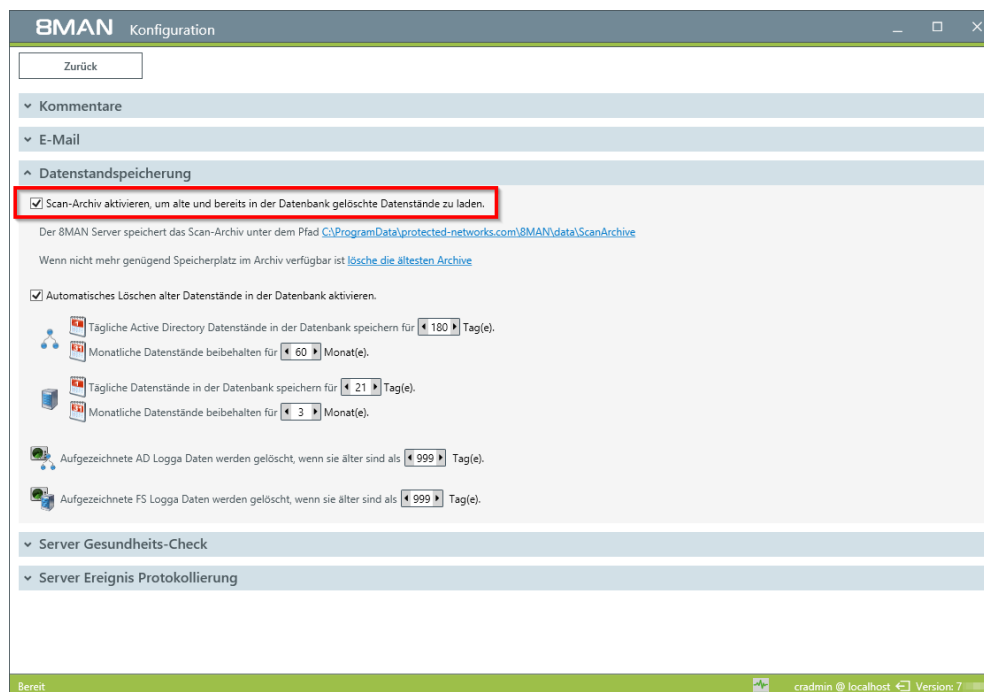 8MAN Konfiguration
Zurück
Kommentare
E-Mail
Datenstandspeicherung
Scan-Archiv aktivieren, um alte und bereits in der Datenbank gelöschte Datenstände zu laden.
Der 8MAN Server speichert das Scan-Archiv unter dem Pfad C:\ProgramData\protected-networks.com\8MAN\data\ScanArchive
Wenn nicht mehr genügend Speicherplatz im Archiv verfügbar ist lösche die ältesten Archive
Automatisches Löschen alter Datenstände in der Datenbank aktivieren.
Tägliche Active Directory Datenstände in der Datenbank speichern für 180 Tag(e).
Monatliche Datenstände beibehalten für 60 Monat(e).
Tägliche Datenstände in der Datenbank speichern für 21 Tag(e).
Monatliche Datenstände beibehalten für 3 Monat(e).
Aufgezeichnete AD Logga Daten werden gelöscht, wenn sie älter sind als 999 Tag(e).
Aufgezeichnete FS Logga Daten werden gelöscht, wenn sie älter sind als 999 Tag(e).
Server Gesundheits-Check
Server Ereignis Protokollierung
Bereit cradmin @ localhost Version: 7